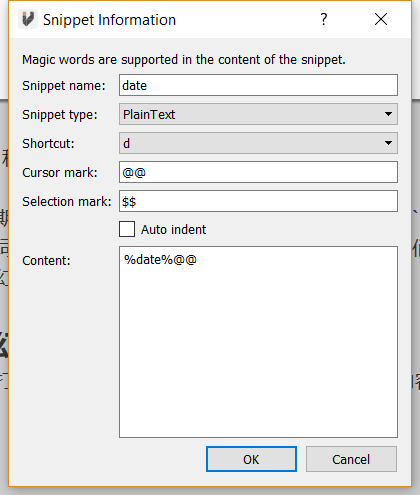 Snippet Information
Magic words are supported in the content of the snippet.
Snippet name: date
Snippet type: PlainText
Shortcut: d
Cursor mark: @@
Selection mark: $$
Auto indent
Content: %date%@@
OK Cancel